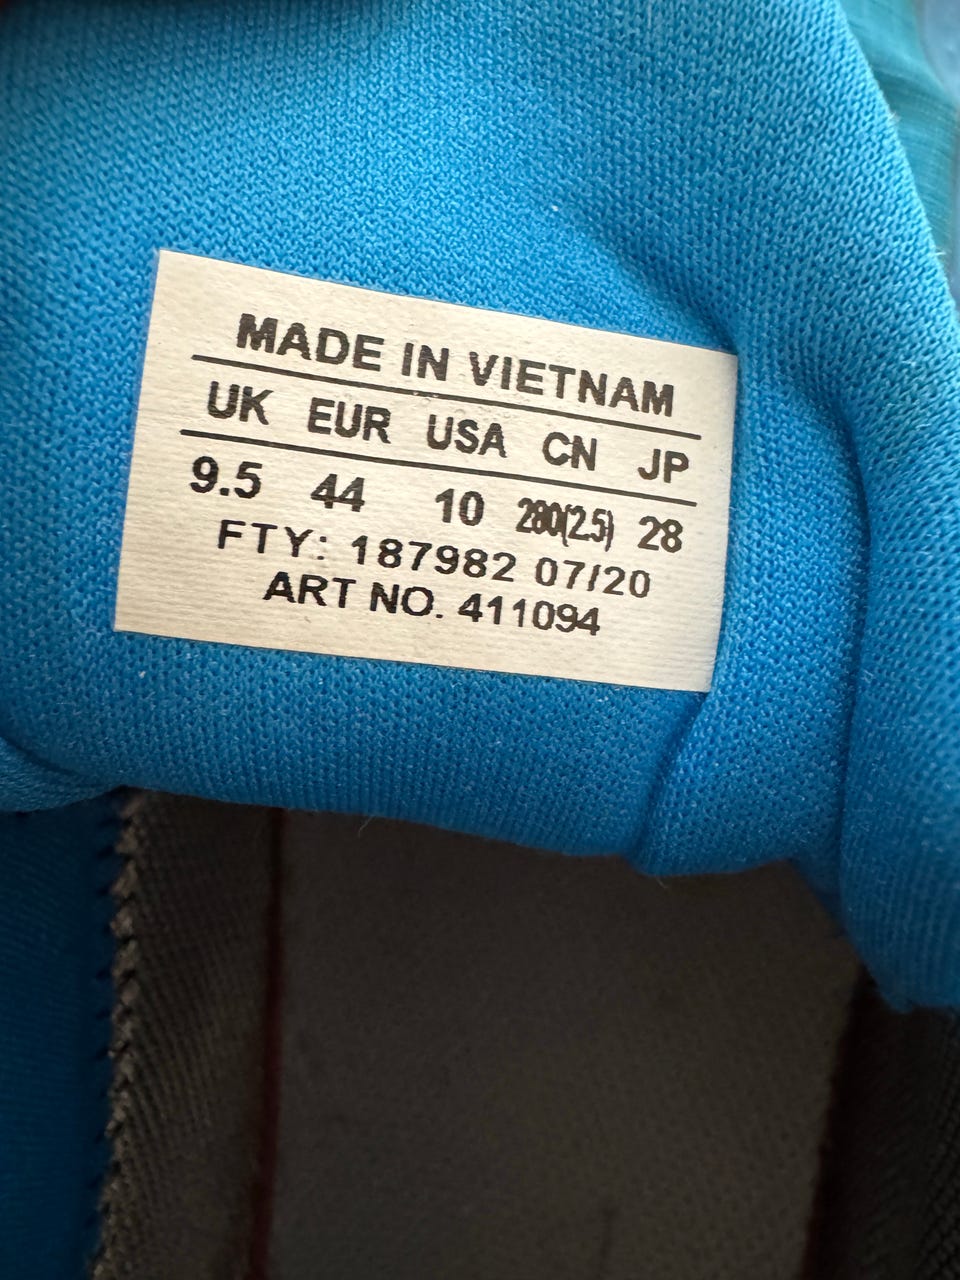 MADE IN VIETNAM
UK EUR USA CN JP
9.5 44 10 280(2.5) 28
FTY: 187982 07/20
ART NO. 411094